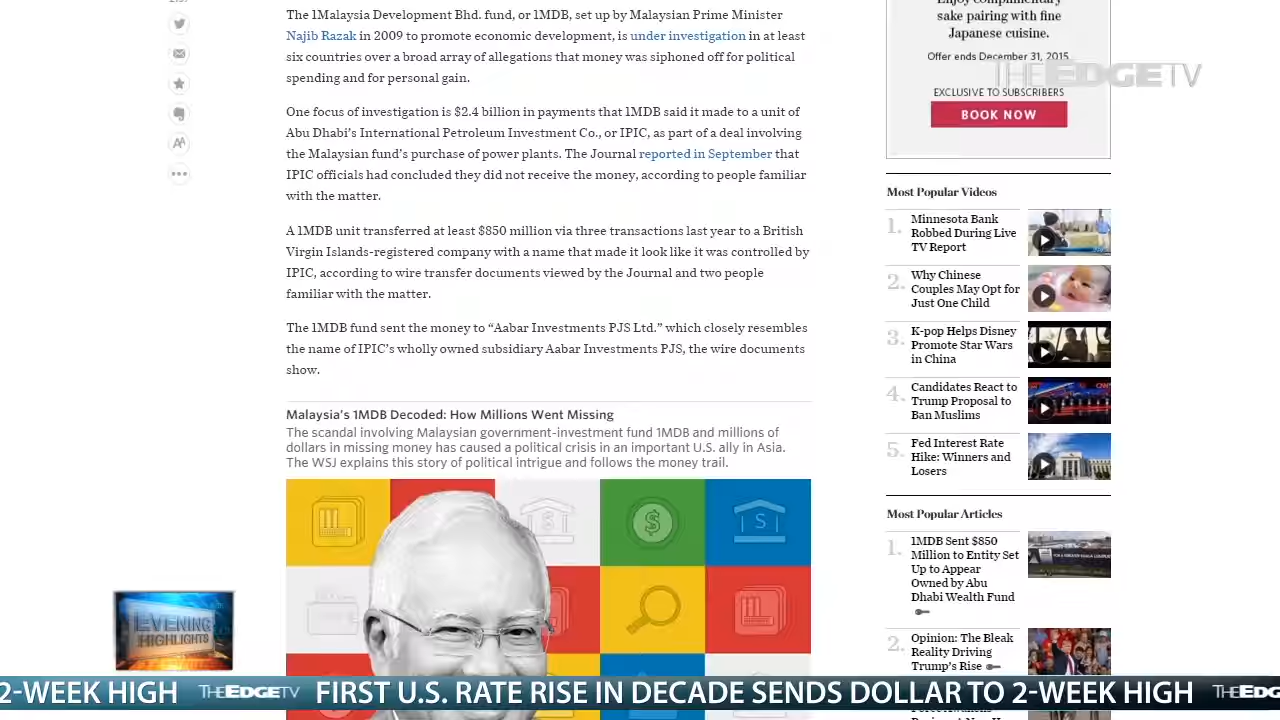 The 1Malaysia Development Bhd. fund, or 1MDB, set up by Malaysian Prime Minister
Najib Razak in 2009 to promote economic development, is under investigation in at least
six countries over a broad array of allegations that money was siphoned off for political
spending and for personal gain.
One focus of investigation is $2.4 billion in payments that 1MDB said it made to a unit of
Abu Dhabi's International Petroleum Investment Co., or IPIC, as part of a deal involving
the Malaysian fund's purchase of power plants. The Journal reported in September that
IPIC officials had concluded they did not receive the money, according to people familiar
with the matter.
A 1MDB unit transferred at least $850 million via three transactions last year to a British
Virgin Islands-registered company with a name that made it look like it was controlled by
IPIC, according to wire transfer documents viewed by the Journal and two people
familiar with the matter.
The 1MDB fund sent the money to “Aabar Investments PJS Ltd.” which closely resembles
the name of IPIC's wholly owned subsidiary Aabar Investments PJS, the wire documents
show.
Malaysia's 1MDB Decoded: How Millions Went Missing
The scandal involving Malaysian government-investment fund 1MDB and millions of
dollars in missing money has caused a political crisis in an important U.S. ally in Asia.
The WSJ explains this story of political intrigue and follows the money trail.
Enjoy complimentary
sake pairing with fine
Japanese cuisine.
Offer ends December 31, 2015
THEEDGETV
EXCLUSIVE TO SUBSCRIBERS
BOOK NOW
Most Popular Videos
1. Minnesota Bank
Robbed During Live
TV Report
2. Why Chinese
Couples May Opt for
Just One Child
3. K-pop Helps Disney
Promote Star Wars
in China
4. Candidates React to
Trump Proposal to
Ban Muslims
5. Fed Interest Rate
Hike: Winners and
Losers
Most Popular Articles
1. 1MDB Sent $850
Million to Entity Set
Up to Appear
Owned by Abu
Dhabi Wealth Fund
2. Opinion: The Bleak
Reality Driving
Trump's Rise
EVENING
HIGHLIGHTS
2-WEEK HIGH THEEDGETV FIRST U.S. RATE RISE IN DECADE SENDS DOLLAR TO 2-WEEK HIGH THEEDG